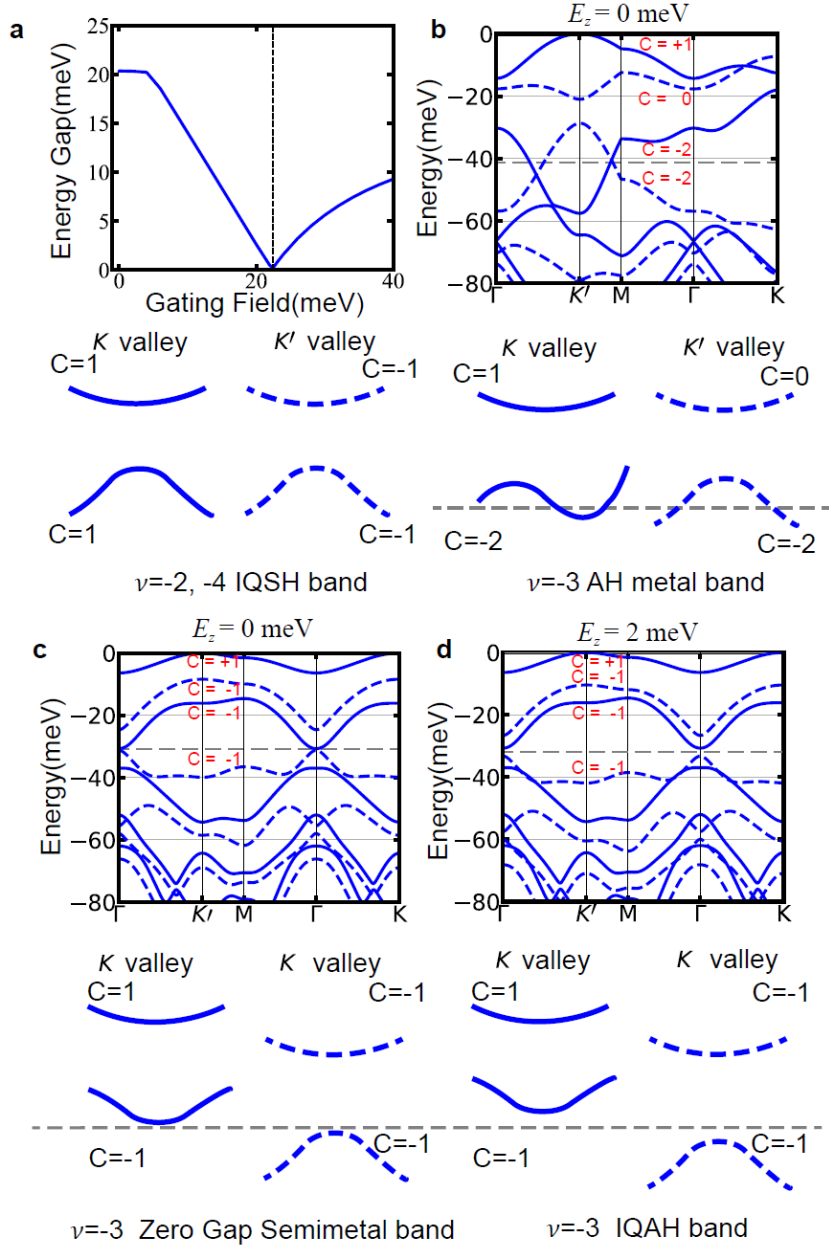 a
25
20
15
10
5
0
Energy Gap(meV)
0
20
40
Gating Field(meV)
b
E_z = 0 meV
0
−20
−40
−60
−80
Energy(meV)
C = +1
C = 0
C = -2
C = -2
Γ
K′
M
Γ
K
K valley
K′ valley
C=1
C=-1
C=1
C=-1
ν=-2, -4 IQSH band
K valley
K′ valley
C=1
C=0
C=-2
C=-2
ν=-3 AH metal band
c
E_z = 0 meV
0
−20
−40
−60
−80
Energy(meV)
C = +1
C = -1
C = -1
C = -1
Γ
K′
M
Γ
K
d
E_z = 2 meV
0
−20
−40
−60
−80
Energy(meV)
C = +1
C = -1
C = -1
C = -1
Γ
K′
M
Γ
K
K valley
K valley
C=1
C=-1
C=-1
C=-1
ν=-3 Zero Gap Semimetal band
K valley
K valley
C=1
C=-1
C=-1
C=-1
ν=-3 IQAH band